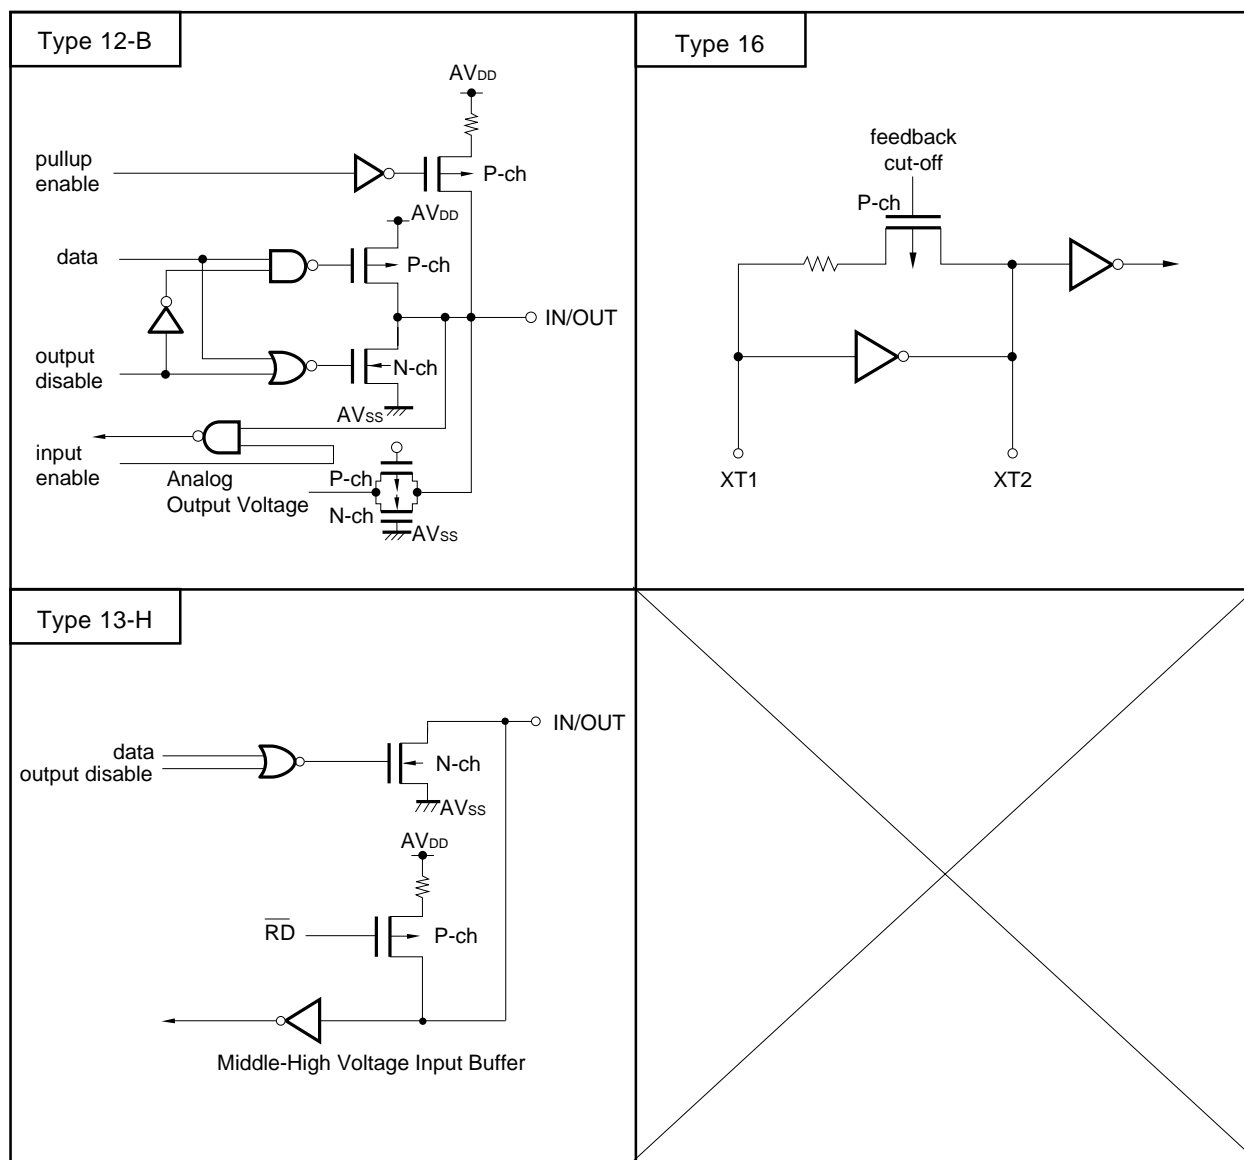 Type 12-B
AVDD
pullup
enable
P-ch
AVDD
data
P-ch
IN/OUT
output
disable
N-ch
AVSS
input
enable
Analog
Output Voltage
P-ch
N-ch
AVSS
Type 16
feedback
cut-off
P-ch
XT1
XT2
Type 13-H
IN/OUT
data
output disable
N-ch
AVSS
AVDD
RD
P-ch
Middle-High Voltage Input Buffer